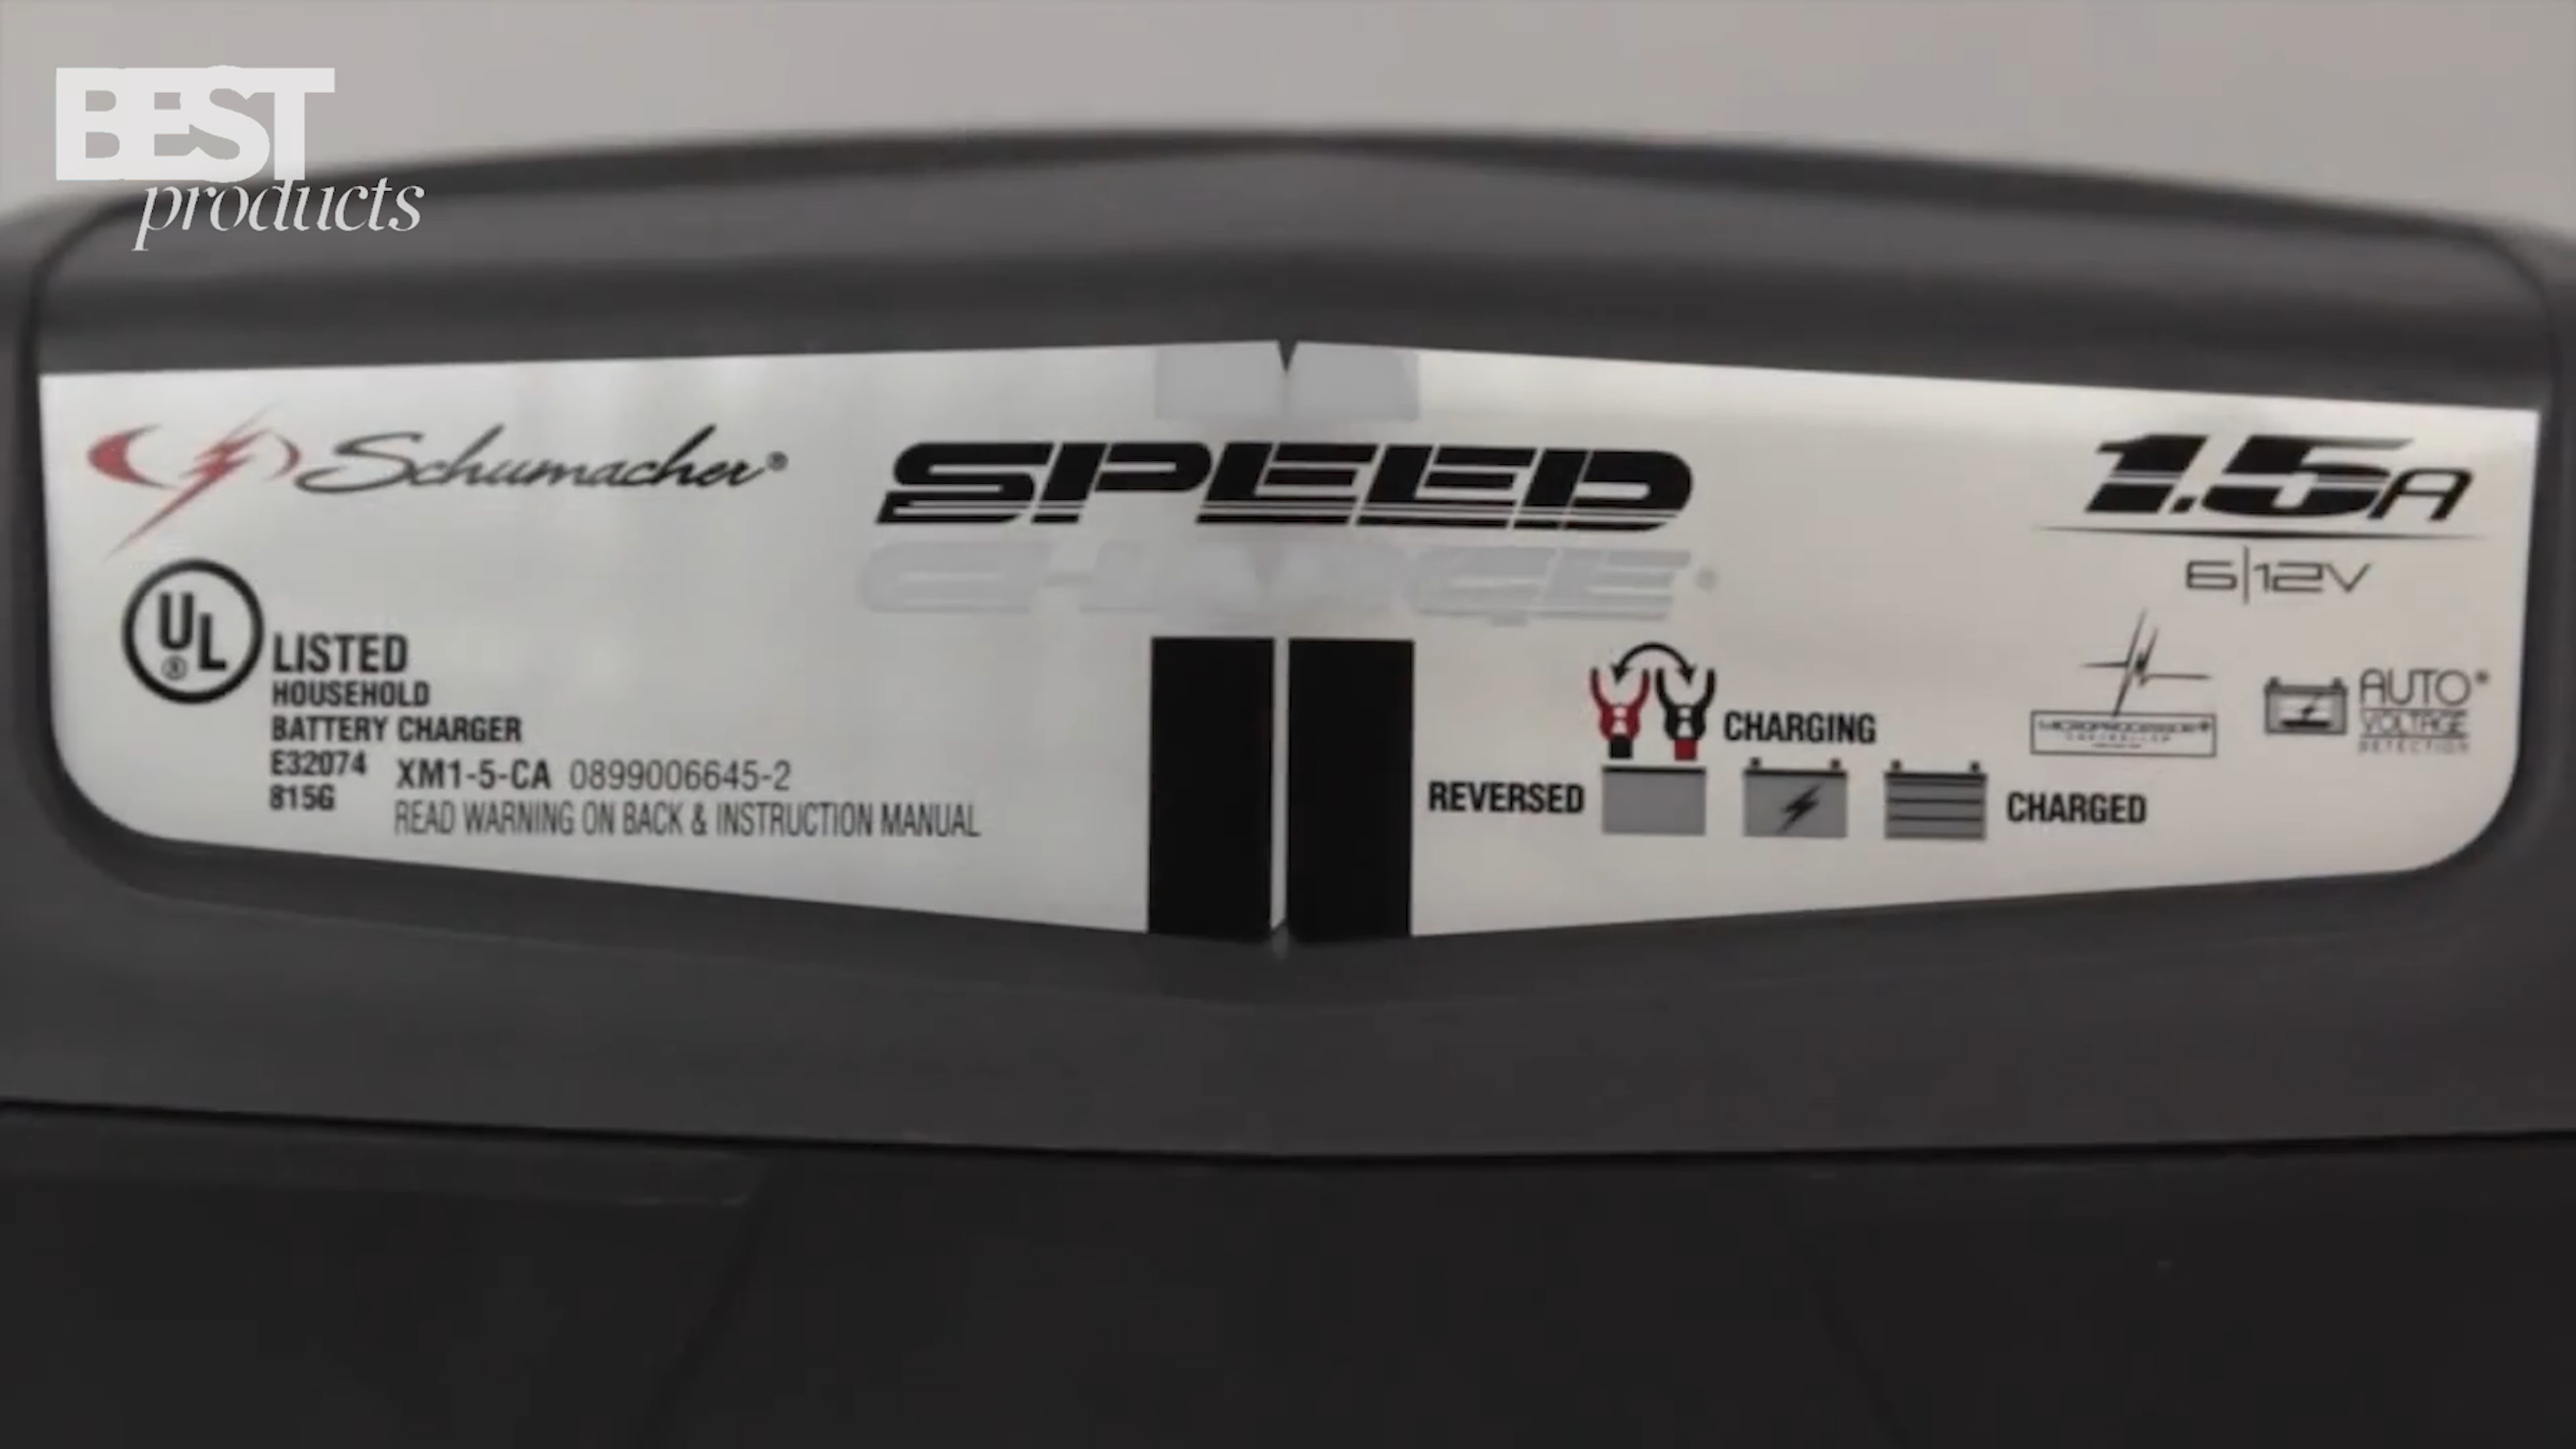 BEST
products
Schumacher®
SPEED
CHARGE®
1.5A
6|12V
UL®
LISTED
HOUSEHOLD
BATTERY CHARGER
E32074
815G
XM1-5-CA 0899006645-2
READ WARNING ON BACK & INSTRUCTION MANUAL
CHARGING
REVERSED
CHARGED
MICROPROCESSOR®
AUTO®
VOLTAGE
DETECTION